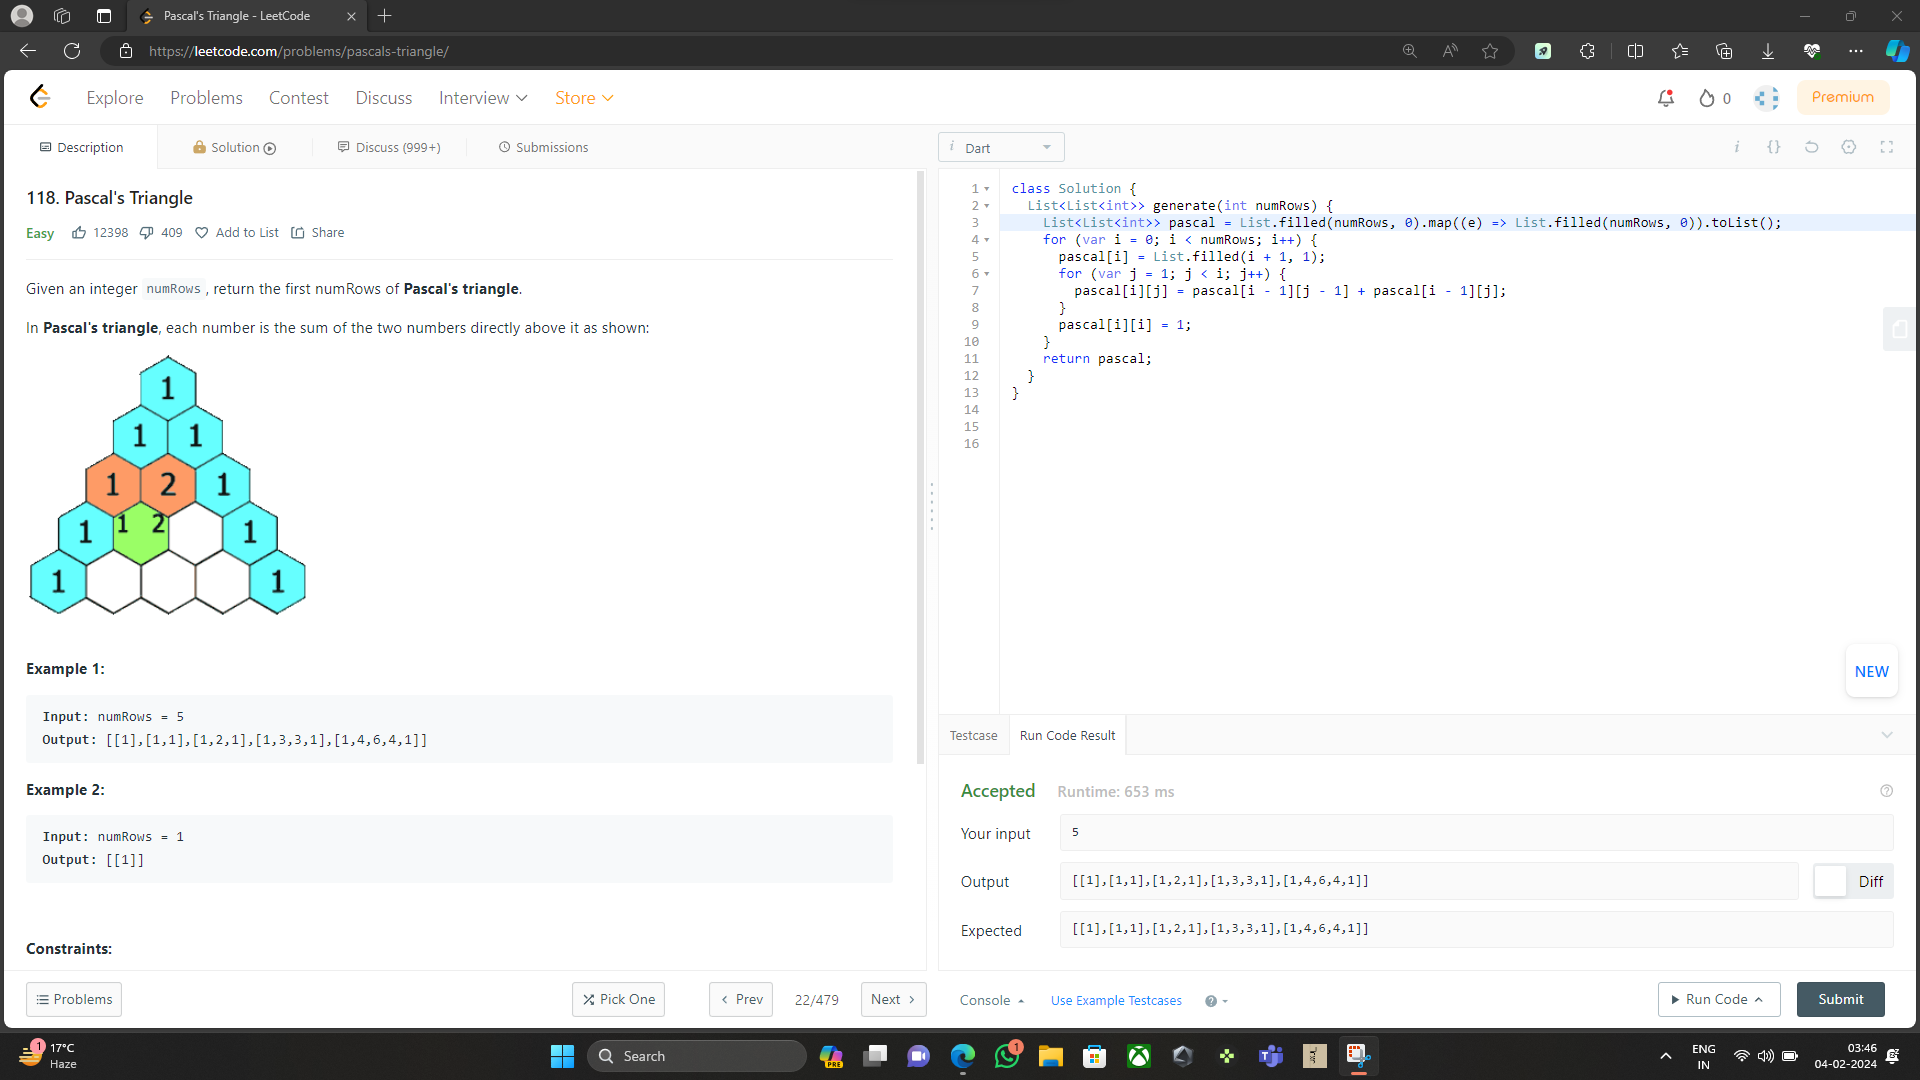 Pascal's Triangle - LeetCode
https://leetcode.com/problems/pascals-triangle/
Explore Problems Contest Discuss Interview Store
0
Premium
Description
Solution
Discuss (999+)
Submissions
118. Pascal's Triangle
Easy 12398 409 Add to List Share
Given an integer numRows, return the first numRows of Pascal's triangle.
In Pascal's triangle, each number is the sum of the two numbers directly above it as shown:
1
1 1
1 2 1
1 1 2 1
1 1
Example 1:
Input: numRows = 5
Output: [[1],[1,1],[1,2,1],[1,3,3,1],[1,4,6,4,1]]
Example 2:
Input: numRows = 1
Output: [[1]]
Constraints:
Problems
Pick One
Prev
22/479
Next
i Dart
i {}
1 class Solution {
2 List<List<int>> generate(int numRows) {
3 List<List<int>> pascal = List.filled(numRows, 0).map((e) => List.filled(numRows, 0)).toList();
4 for (var i = 0; i < numRows; i++) {
5 pascal[i] = List.filled(i + 1, 1);
6 for (var j = 1; j < i; j++) {
7 pascal[i][j] = pascal[i - 1][j - 1] + pascal[i - 1][j];
8 }
9 pascal[i][i] = 1;
10 }
11 return pascal;
12 }
13 }
14
15
16
NEW
Testcase Run Code Result
Accepted Runtime: 653 ms
Your input 5
Output [[1],[1,1],[1,2,1],[1,3,3,1],[1,4,6,4,1]] Diff
Expected [[1],[1,1],[1,2,1],[1,3,3,1],[1,4,6,4,1]]
Console Use Example Testcases
Run Code
Submit
1
17°C
Haze
Search
PRE
1
ENG
IN
03:46
04-02-2024